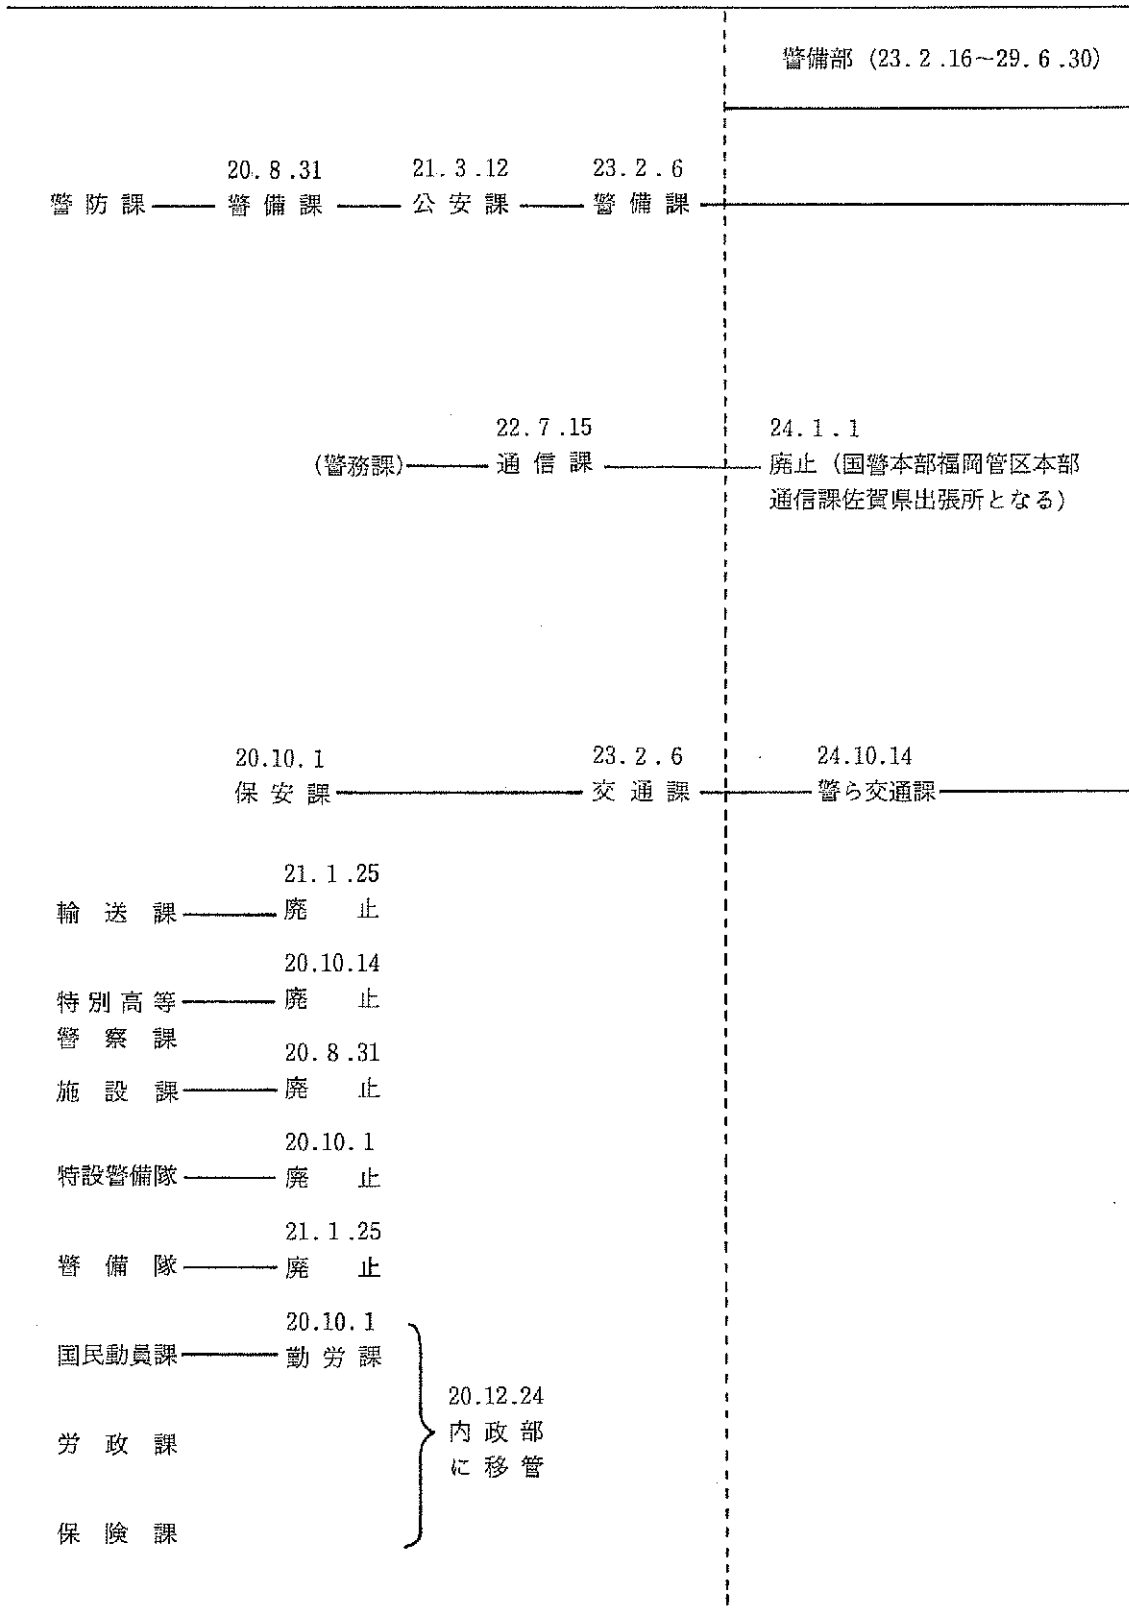 警備部 (23.2.16~29.6.30)
20.8.31 21.3.12 23.2.6
警防課 警備課 公安課 警備課
22.7.15 24.1.1
(警務課) 通信課 廃止（国警本部福岡管区本部
通信課佐賀県出張所となる）
20.10.1 23.2.6 24.10.14
保安課 交通課 警ら交通課
21.1.25
輸送課 廃止
20.10.14
特別高等 廃止
警察課
20.8.31
施設課 廃止
20.10.1
特設警備隊 廃止
21.1.25
警備隊 廃止
20.10.1
国民動員課 勤労課
20.12.24
内政部
労政課
に移管
保険課